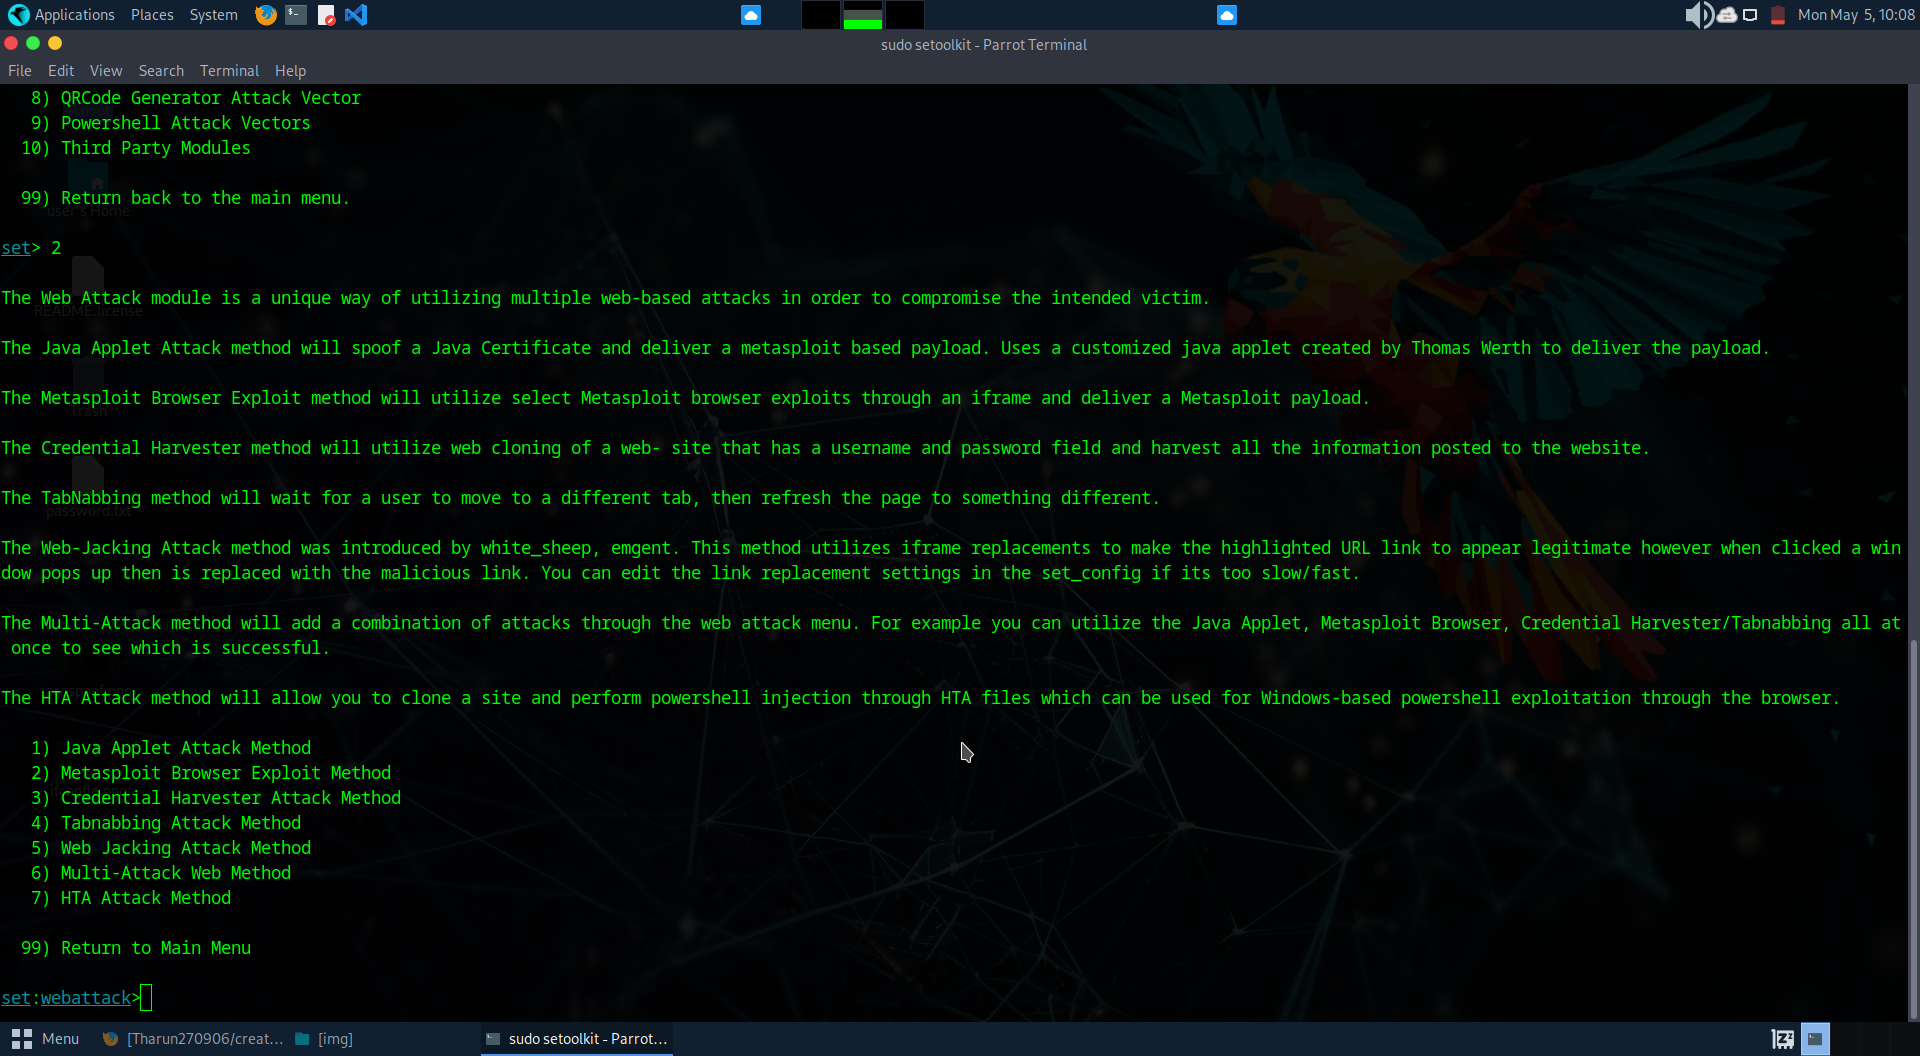 Applications Places System
Mon May 5, 10:08
sudo setoolkit - Parrot Terminal
File Edit View Search Terminal Help
8) QRCode Generator Attack Vector
9) Powershell Attack Vectors
10) Third Party Modules
99) Return back to the main menu.
user's Home
set> 2
The Web Attack module is a unique way of utilizing multiple web-based attacks in order to compromise the intended victim.
README.license
The Java Applet Attack method will spoof a Java Certificate and deliver a metasploit based payload. Uses a customized java applet created by Thomas Werth to deliver the payload.
The Metasploit Browser Exploit method will utilize select Metasploit browser exploits through an iframe and deliver a Metasploit payload.
Trash
The Credential Harvester method will utilize web cloning of a web- site that has a username and password field and harvest all the information posted to the website.
The TabNabbing method will wait for a user to move to a different tab, then refresh the page to something different.
password.txt
The Web-Jacking Attack method was introduced by white_sheep, emgent. This method utilizes iframe replacements to make the highlighted URL link to appear legitimate however when clicked a win
dow pops up then is replaced with the malicious link. You can edit the link replacement settings in the set_config if its too slow/fast.
The Multi-Attack method will add a combination of attacks through the web attack menu. For example you can utilize the Java Applet, Metasploit Browser, Credential Harvester/Tabnabbing all at
once to see which is successful.
The HTA Attack method will allow you to clone a site and perform powershell injection through HTA files which can be used for Windows-based powershell exploitation through the browser.
1) Java Applet Attack Method
2) Metasploit Browser Exploit Method
3) Credential Harvester Attack Method
4) Tabnabbing Attack Method
5) Web Jacking Attack Method
6) Multi-Attack Web Method
7) HTA Attack Method
99) Return to Main Menu
set:webattack>
Menu [Tharun270906/creat... [img] sudo setoolkit - Parrot...